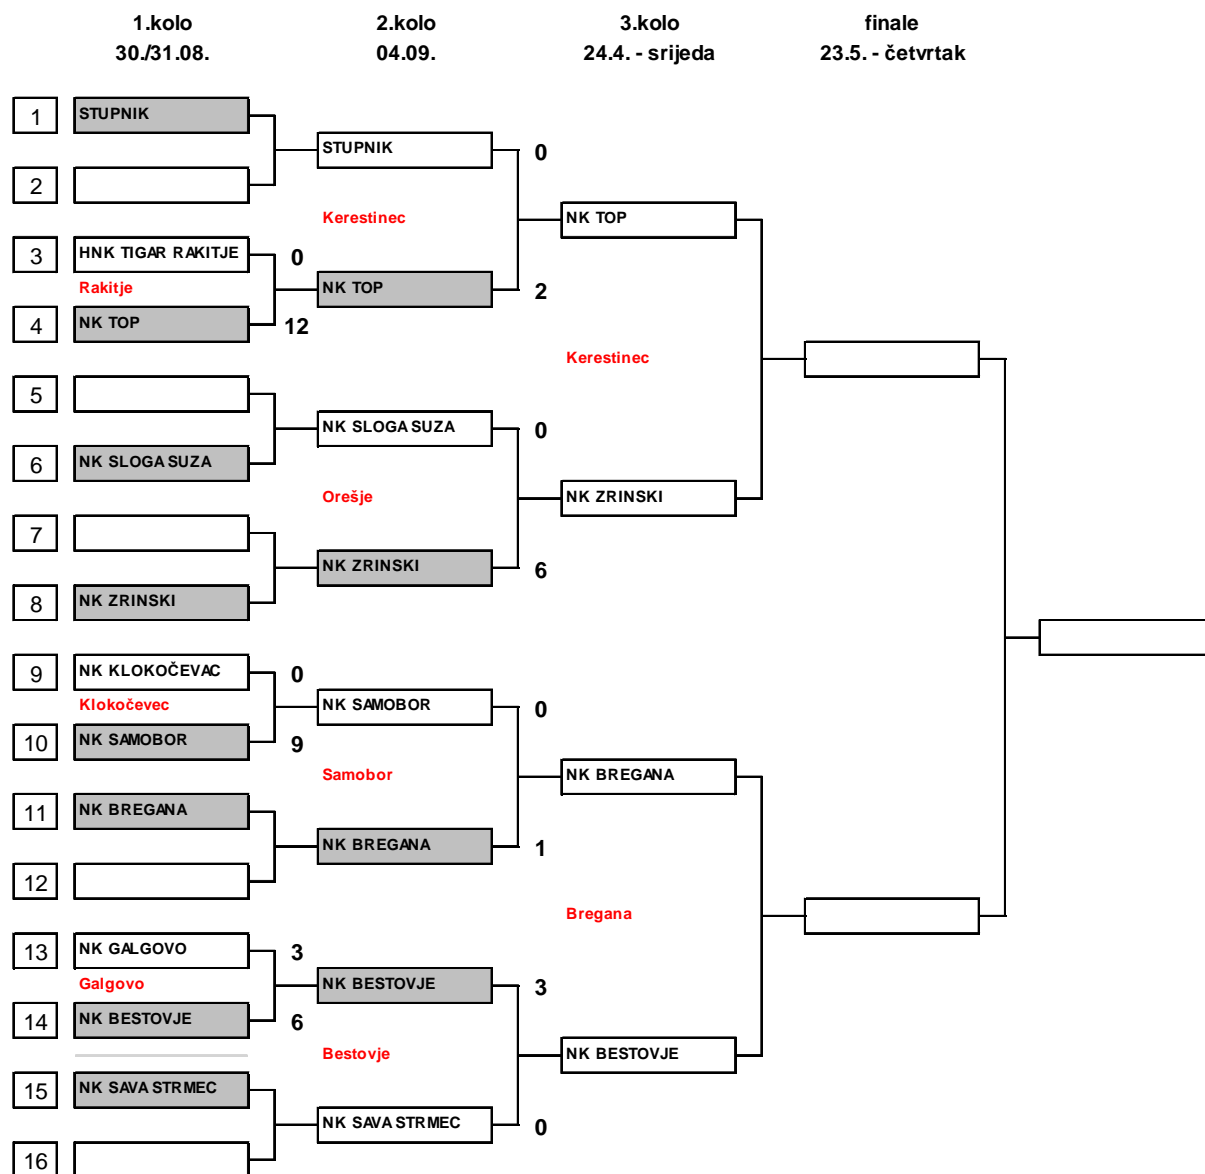 1.kolo 2.kolo 3.kolo finale
30./31.08. 04.09. 24.4. - srijeda 23.5. - četvrtak
1 STUPNIK
STUPNIK 0
2
Kerestinec NK TOP
3 HNK TIGAR RAKITJE 0
Rakitje NK TOP 2
4 NK TOP 12
Kerestinec
5
NK SLOGA SUZA 0
6 NK SLOGA SUZA
Orešje NK ZRINSKI
7
NK ZRINSKI 6
8 NK ZRINSKI
9 NK KLOKOČEVAC 0
Klokočevec NK SAMOBOR 0
10 NK SAMOBOR 9
Samobor NK BREGANA
11 NK BREGANA
NK BREGANA 1
12
Bregana
13 NK GALGOVO 3
Galgovo NK BESTOVJE 3
14 NK BESTOVJE 6
Bestovje NK BESTOVJE
15 NK SAVA STRMEC
NK SAVA STRMEC 0
16